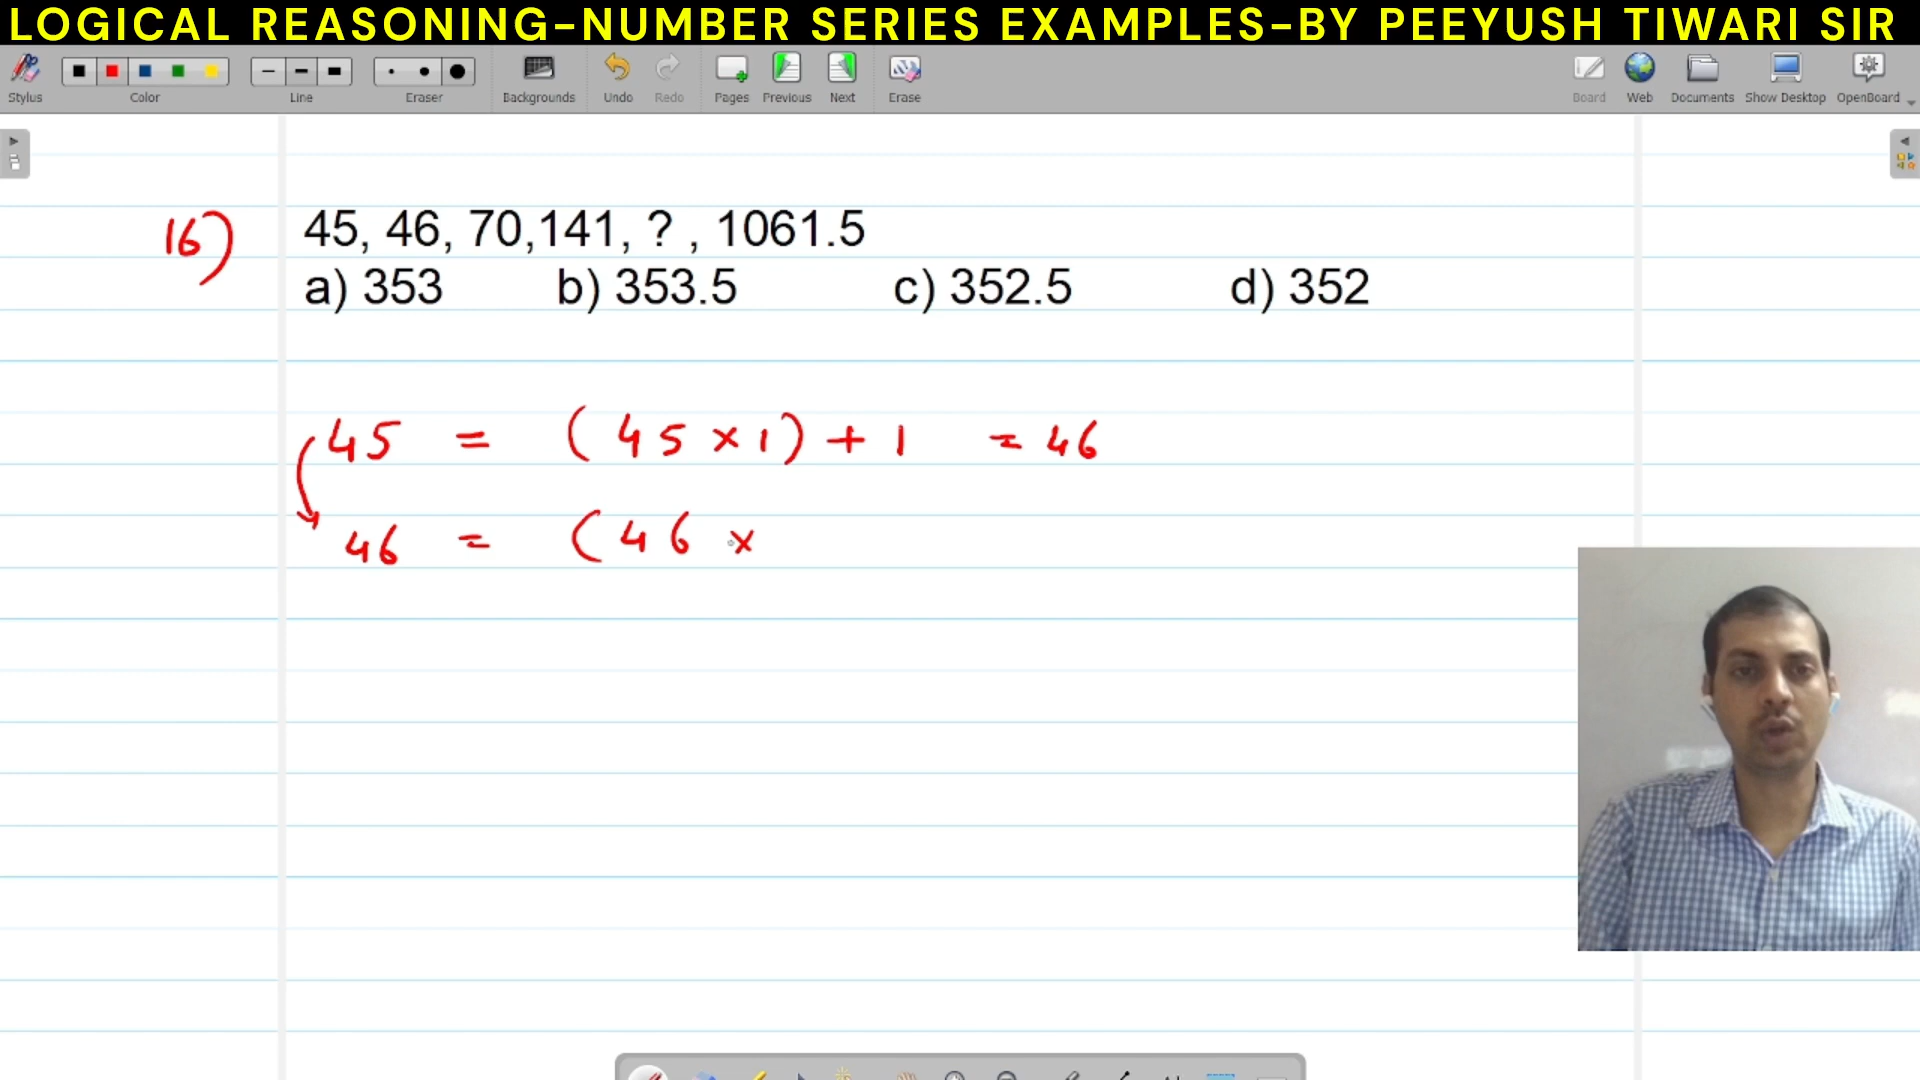 LOGICAL REASONING-NUMBER SERIES EXAMPLES-BY PEEYUSH TIWARI SIR
Stylus Color Line Eraser Backgrounds Undo Redo Pages Previous Next Erase Board Web Documents Show Desktop OpenBoard
16) 45, 46, 70,141, ? , 1061.5
a) 353 b) 353.5 c) 352.5 d) 352
45 = (45 × 1) + 1 = 46
46 = (46 ×